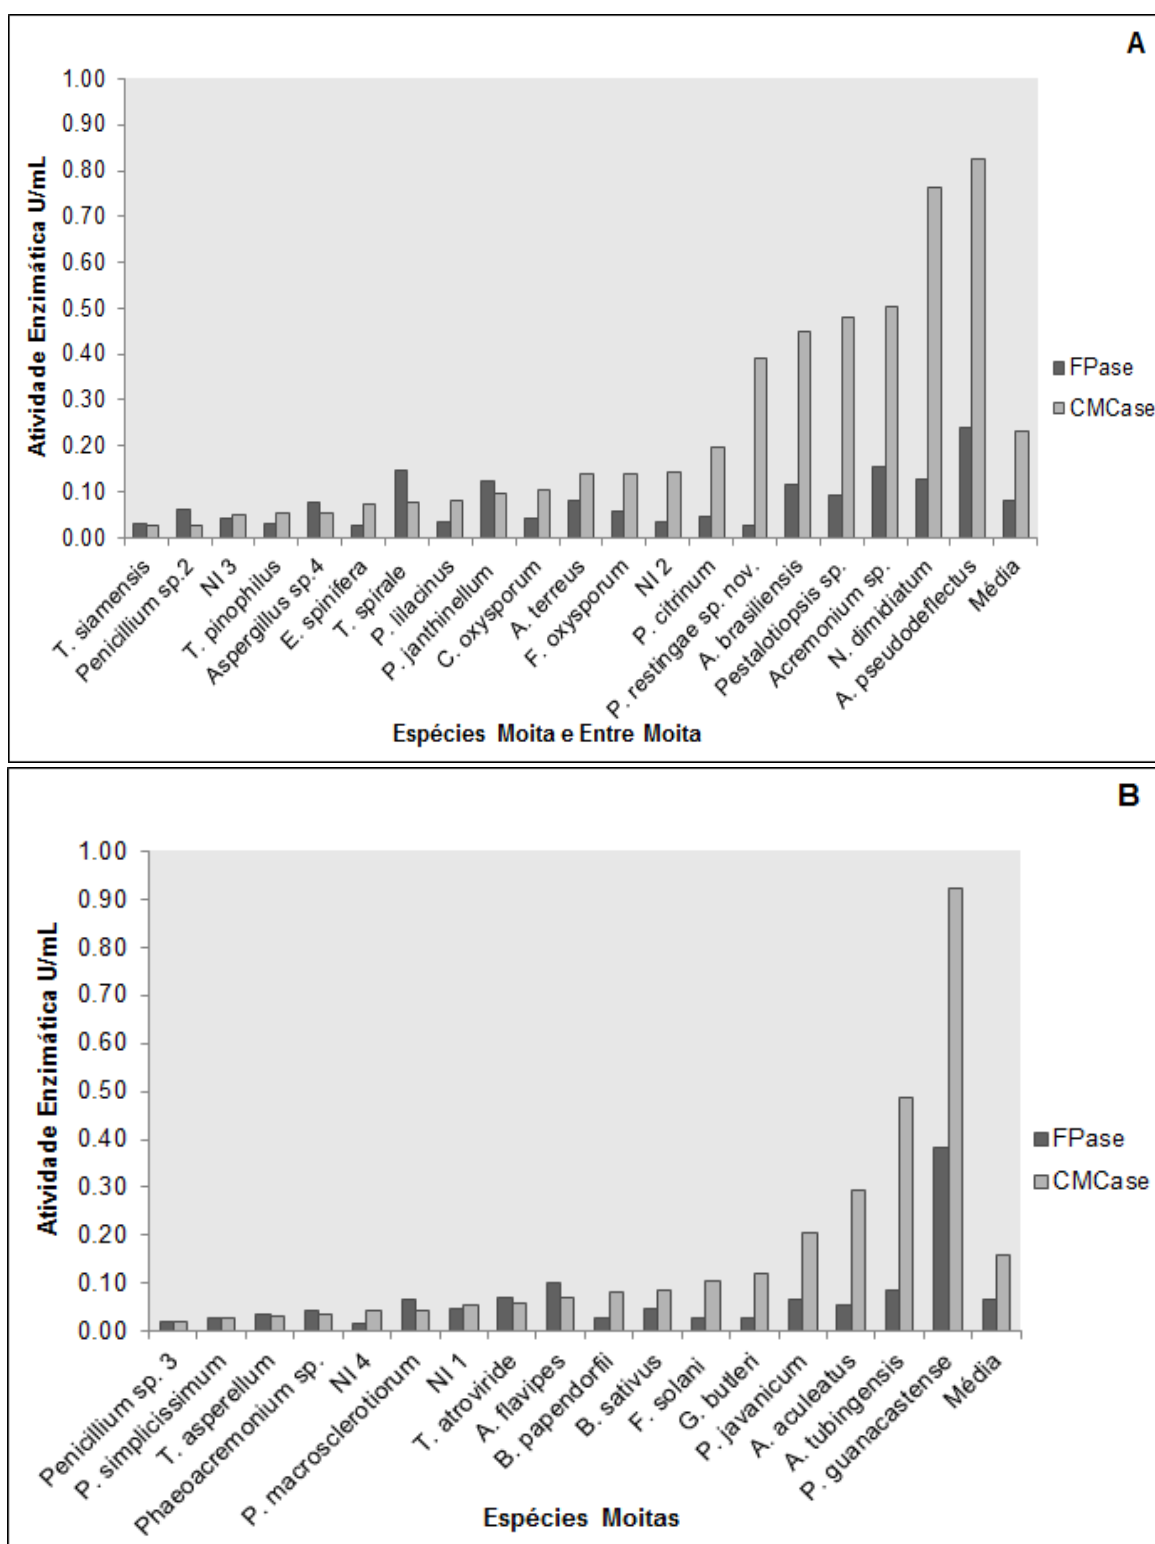 A
1.00
0.90
0.80
0.70
0.60
0.50
0.40
0.30
0.20
0.10
0.00
Atividade Enzimática U/mL
FPase
CMCase
T. siamensis
Penicillium sp.2
NI 3
T. pinophilus
Aspergillus sp.4
E. spinifera
T. spirale
P. lilacinus
P. janthinellum
C. oxysporum
A. terreus
F. oxysporum
NI 2
P. citrinum
P. restingae sp. nov.
A. brasiliensis
Pestalotiopsis sp.
Acremonium sp.
N. dimidiatum
A. pseudodeflectus
Média
Espécies Moita e Entre Moita
B
1.00
0.90
0.80
0.70
0.60
0.50
0.40
0.30
0.20
0.10
0.00
Atividade Enzimática U/mL
FPase
CMCase
Penicillium sp. 3
P. simplicissimum
T. asperellum
Phaeoacremonium sp.
NI 4
P. macrosclerotiorum
NI 1
T. atroviride
A. flavipes
B. papendorfii
B. sativus
F. solani
G. butleri
P. javanicum
A. aculeatus
A. tubingensis
P. guanacastense
Média
Espécies Moitas